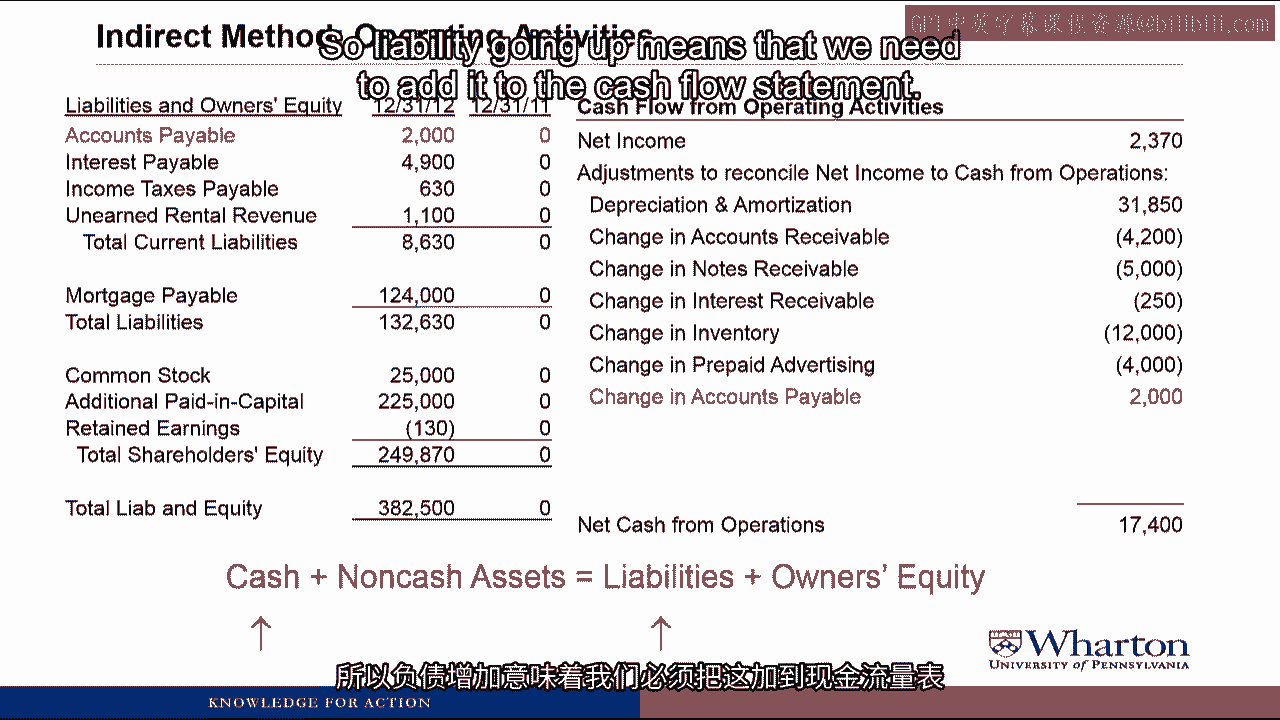 GPT中英字幕课程资源@bilibili.com
Indirect Method: Operating Activities
So liability going up means that we need
to add it to the cash flow statement.
Liabilities and Owners' Equity 12/31/12 12/31/11
Accounts Payable 2,000 0
Interest Payable 4,900 0
Income Taxes Payable 630 0
Unearned Rental Revenue 1,100 0
Total Current Liabilities 8,630 0
Mortgage Payable 124,000 0
Total Liabilities 132,630 0
Common Stock 25,000 0
Additional Paid-in-Capital 225,000 0
Retained Earnings (130) 0
Total Shareholders' Equity 249,870 0
Total Liab and Equity 382,500 0
Cash Flow from Operating Activities
Net Income 2,370
Adjustments to reconcile Net Income to Cash from Operations:
Depreciation & Amortization 31,850
Change in Accounts Receivable (4,200)
Change in Notes Receivable (5,000)
Change in Interest Receivable (250)
Change in Inventory (12,000)
Change in Prepaid Advertising (4,000)
Change in Accounts Payable 2,000
Net Cash from Operations 17,400
Cash + Noncash Assets = Liabilities + Owners' Equity
↑ ↑
Wharton
UNIVERSITY of PENNSYLVANIA
所以负债增加意味着我们必须把这加到现金流量表
KNOWLEDGE FOR ACTION